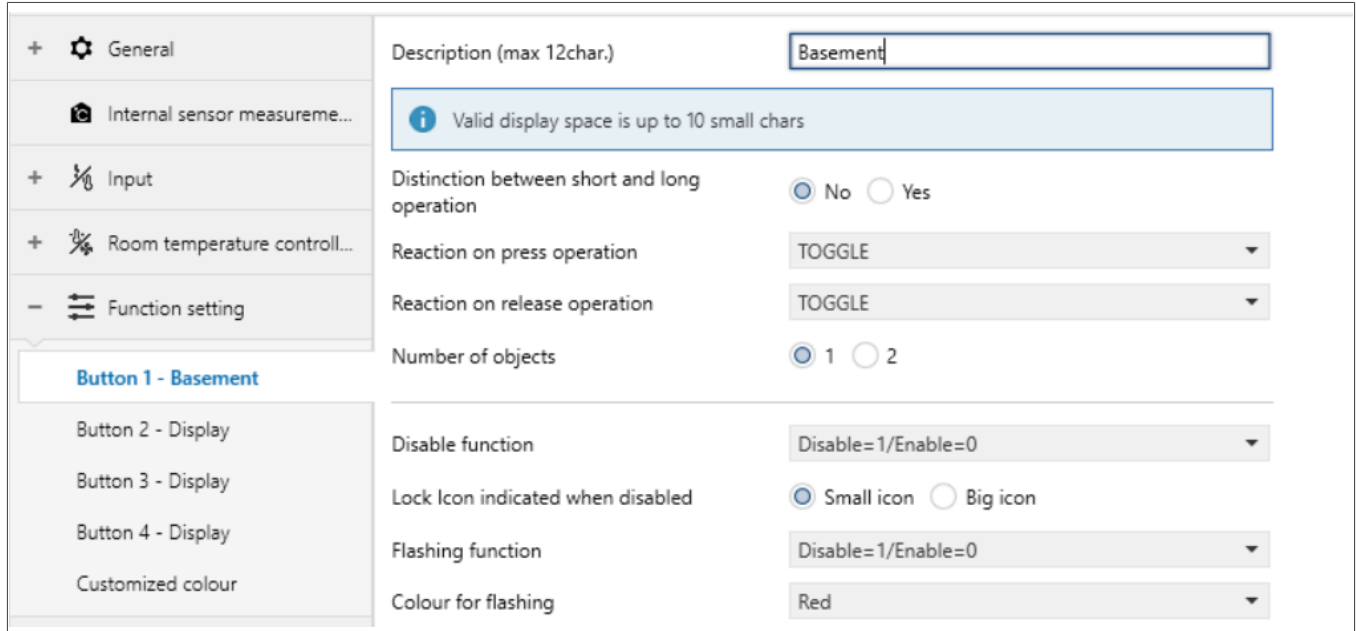 + General
Internal sensor measureme...
+ Input
+ Room temperature controll...
− Function setting
Button 1 - Basement
Button 2 - Display
Button 3 - Display
Button 4 - Display
Customized colour
Description (max 12char.) Basement
Valid display space is up to 10 small chars
Distinction between short and long
operation
No Yes
Reaction on press operation TOGGLE
Reaction on release operation TOGGLE
Number of objects 1 2
Disable function Disable=1/Enable=0
Lock Icon indicated when disabled Small icon Big icon
Flashing function Disable=1/Enable=0
Colour for flashing Red